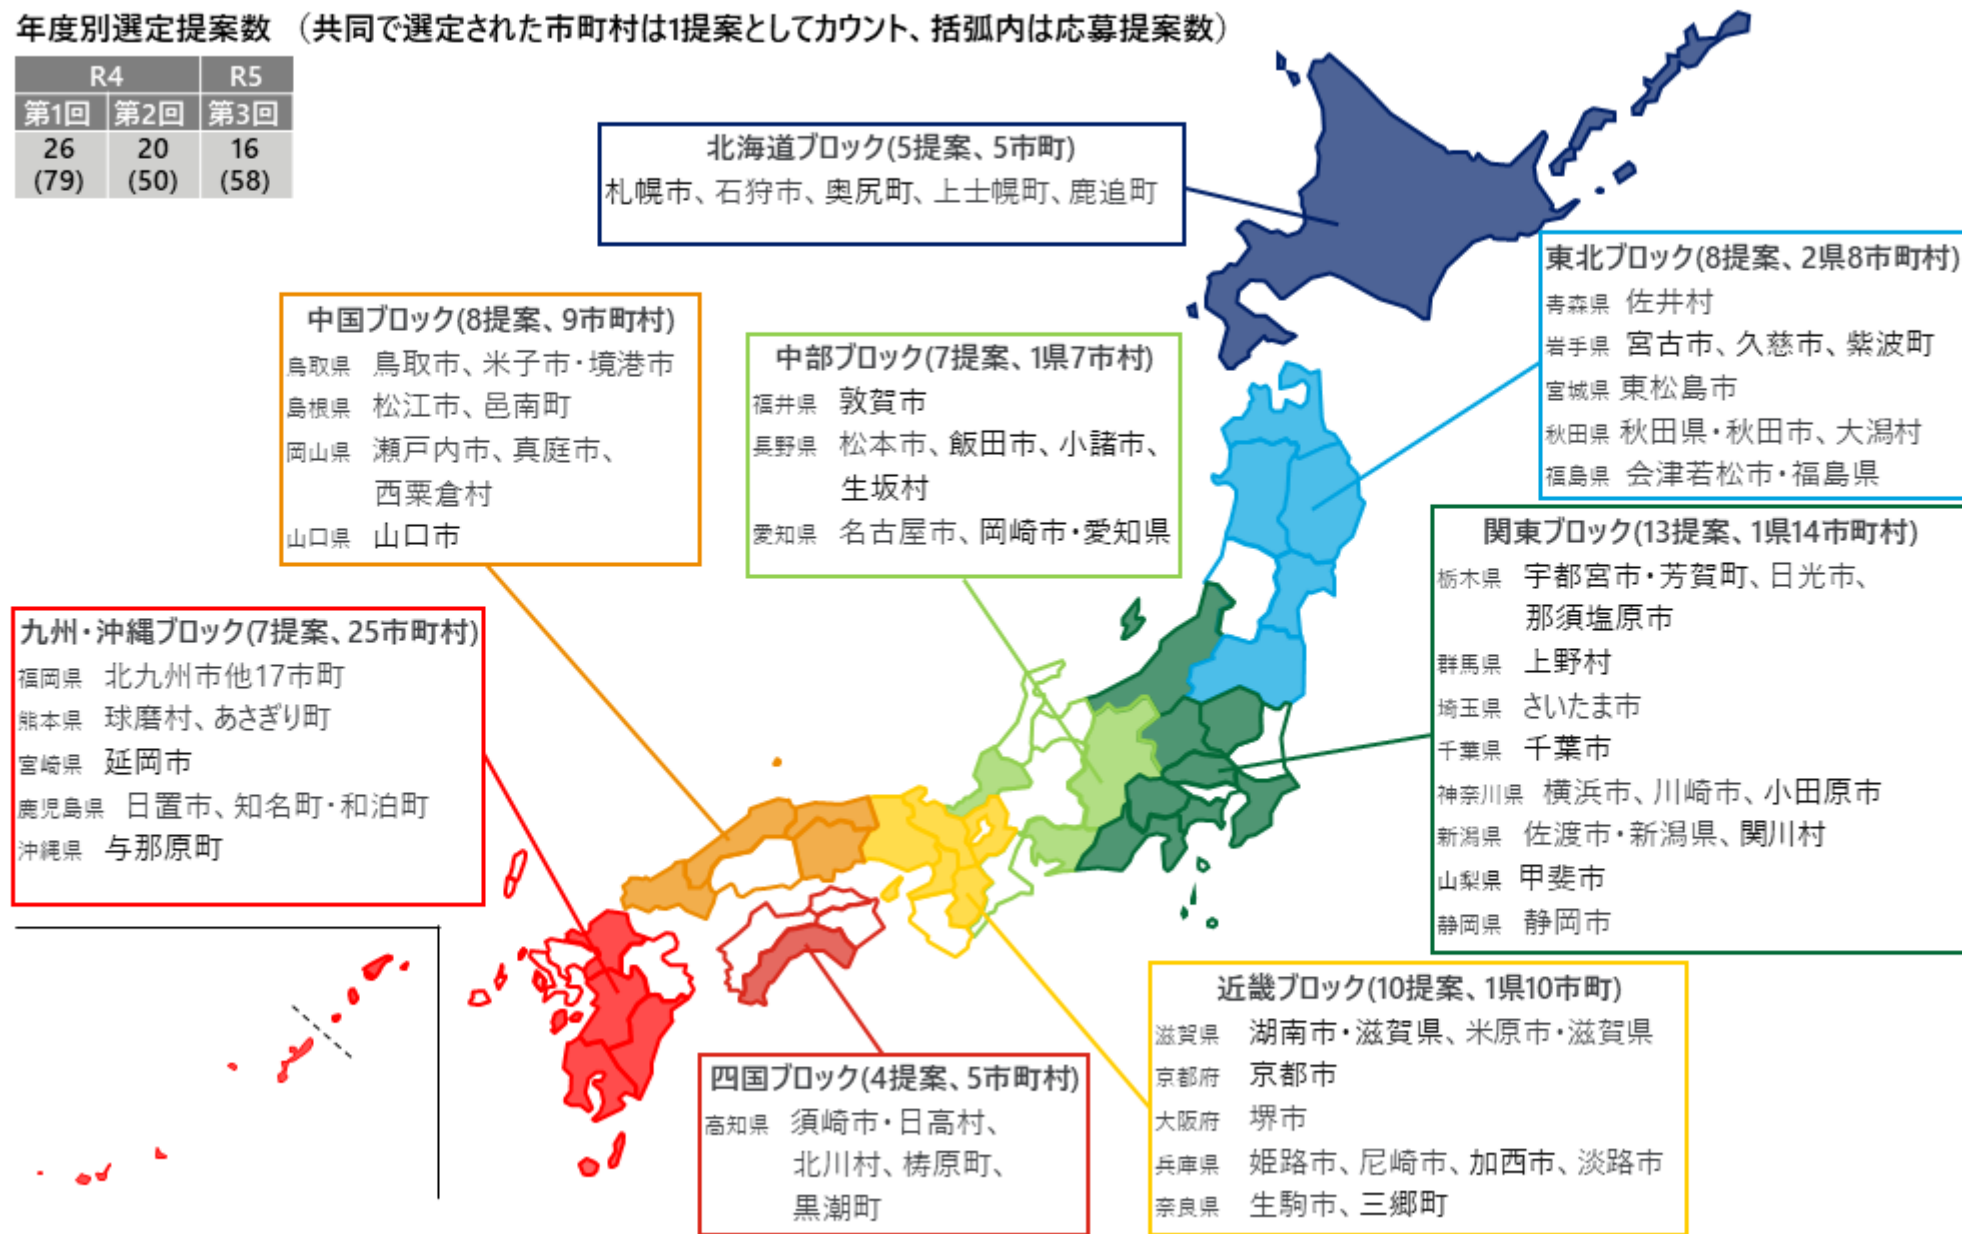 年度別選定提案数 （共同で選定された市町村は1提案としてカウント、括弧内は応募提案数）
R4 R5
第1回 第2回 第3回
26 20 16
(79) (50) (58)
北海道ブロック(5提案、5市町)
札幌市、石狩市、奥尻町、上士幌町、鹿追町
東北ブロック(8提案、2県8市町村)
青森県 佐井村
岩手県 宮古市、久慈市、紫波町
宮城県 東松島市
秋田県 秋田県・秋田市、大潟村
福島県 会津若松市・福島県
中国ブロック(8提案、9市町村)
鳥取県 鳥取市、米子市・境港市
島根県 松江市、邑南町
岡山県 瀬戸内市、真庭市、
西粟倉村
山口県 山口市
中部ブロック(7提案、1県7市村)
福井県 敦賀市
長野県 松本市、飯田市、小諸市、
生坂村
愛知県 名古屋市、岡崎市・愛知県
関東ブロック(13提案、1県14市町村)
栃木県 宇都宮市・芳賀町、日光市、
那須塩原市
群馬県 上野村
埼玉県 さいたま市
千葉県 千葉市
神奈川県 横浜市、川崎市、小田原市
新潟県 佐渡市・新潟県、関川村
山梨県 甲斐市
静岡県 静岡市
九州・沖縄ブロック(7提案、25市町村)
福岡県 北九州市他17市町
熊本県 球磨村、あさぎり町
宮崎県 延岡市
鹿児島県 日置市、知名町・和泊町
沖縄県 与那原町
近畿ブロック(10提案、1県10市町)
滋賀県 湖南市・滋賀県、米原市・滋賀県
京都府 京都市
大阪府 堺市
兵庫県 姫路市、尼崎市、加西市、淡路市
奈良県 生駒市、三郷町
四国ブロック(4提案、5市町村)
高知県 須崎市・日高村、
北川村、梼原町、
黒潮町